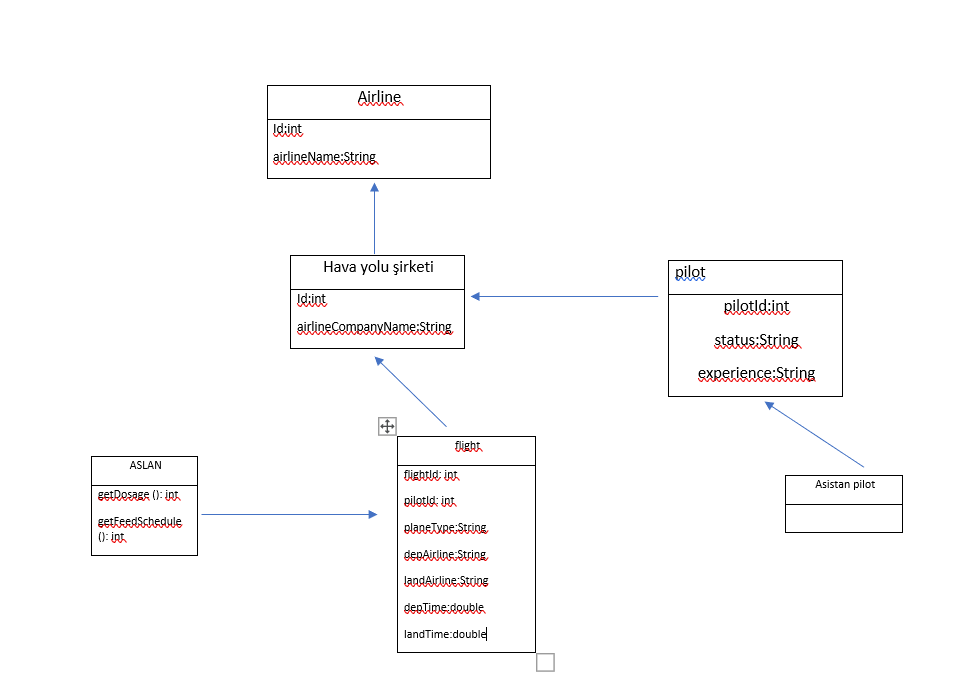 Airline
Id:int
airlineName:String
Hava yolu şirketi
Id:int
airlineCompanyName:String
pilot
pilotId:int
status:String
experience:String
ASLAN
getDosage (): int
getFeedSchedule
(): int
flight
flightId: int
pilotId: int
planeType:String
depAirline:String
landAirline:String
depTime:double
landTime:double
Asistan pilot